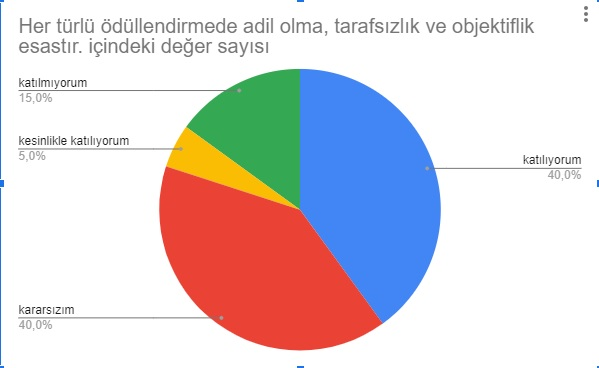 Her türlü ödüllendirmede adil olma, tarafsızlık ve objektiflik
esastır. içindeki değer sayısı
katılmıyorum
15,0%
kesinlikle katılıyorum
5,0%
katılıyorum
40,0%
kararsızım
40,0%